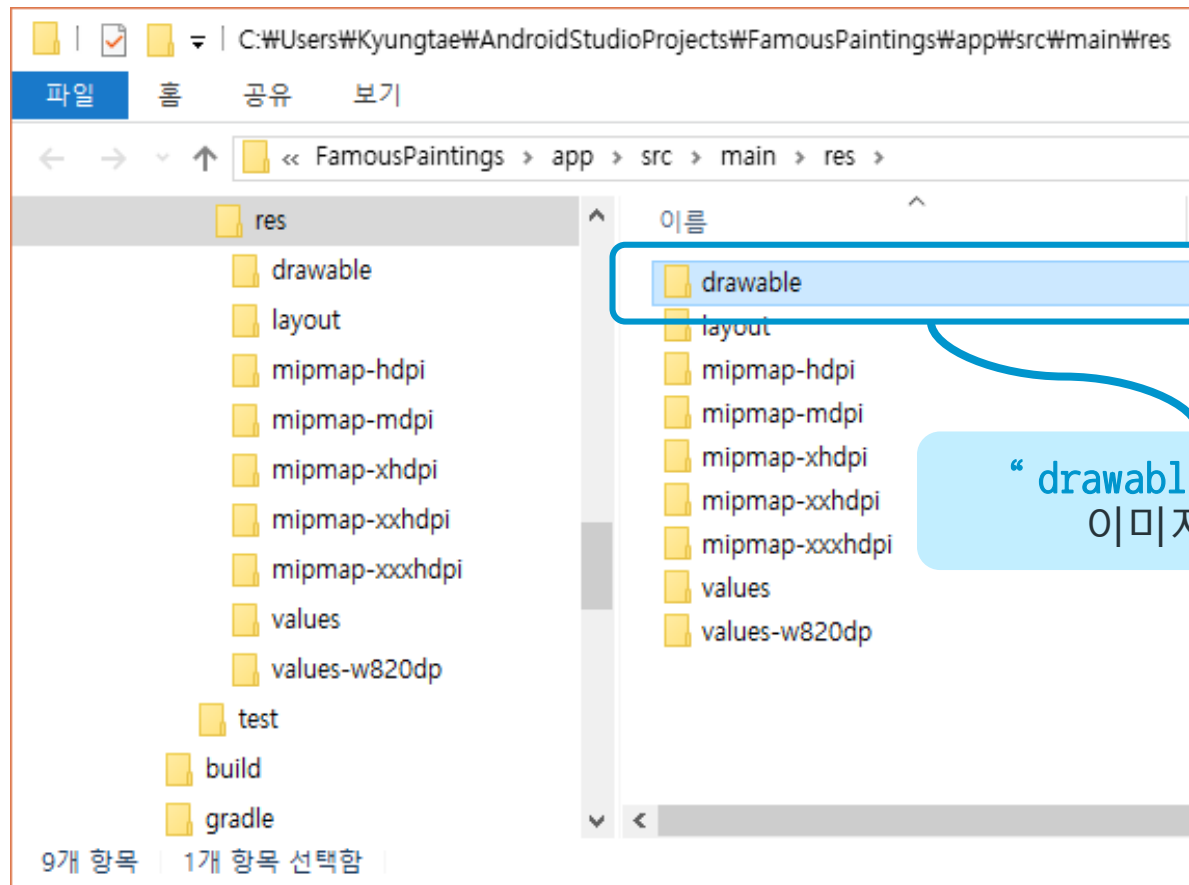 C:₩Users₩Kyungtae₩AndroidStudioProjects₩FamousPaintings₩app₩src₩main₩res
파일 홈 공유 보기
« FamousPaintings > app > src > main > res >
res
drawable
layout
mipmap-hdpi
mipmap-mdpi
mipmap-xhdpi
mipmap-xxhdpi
mipmap-xxxhdpi
values
values-w820dp
test
build
gradle
이름
drawable
layout
mipmap-hdpi
mipmap-mdpi
mipmap-xhdpi
mipmap-xxhdpi
mipmap-xxxhdpi
values
values-w820dp
“drawabl
이미
9개 항목 1개 항목 선택함